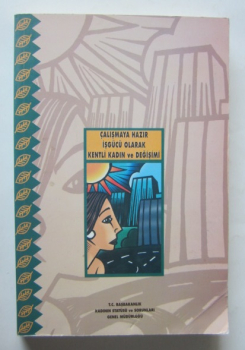 ÇALIŞMAYA HAZIR
İŞGÜCÜ OLARAK
KENTLİ KADIN ve DEĞİŞİMİ
T.C. BAŞBAKANLIK
KADININ STATÜSÜ ve SORUNLARI
GENEL MÜDÜRLÜĞÜ